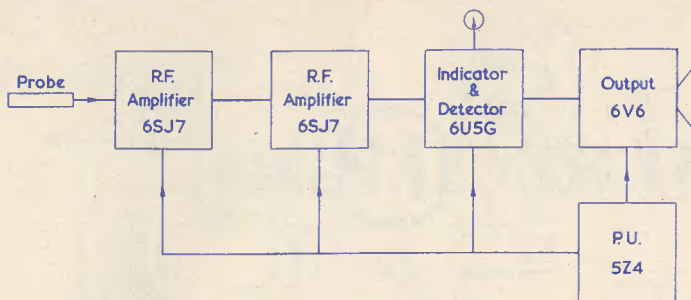 Probe
R.F.
Amplifier
6SJ7
R.F.
Amplifier
6SJ7
Indicator
&
Detector
6U5G
Output
6V6
P.U.
5Z4